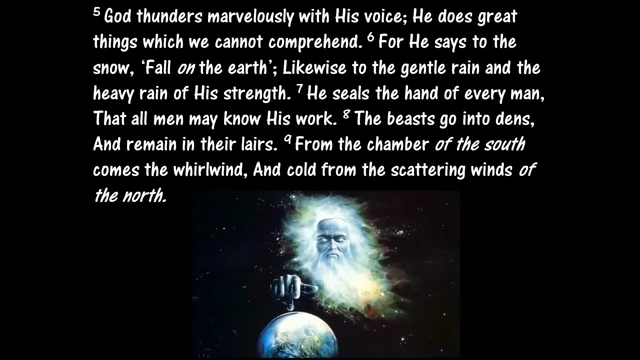 ⁵ God thunders marvelously with His voice; He does great
things which we cannot comprehend. ⁶ For He says to the
snow, ‘Fall on the earth’; Likewise to the gentle rain and the
heavy rain of His strength. ⁷ He seals the hand of every man,
That all men may know His work. ⁸ The beasts go into dens,
And remain in their lairs. ⁹ From the chamber of the south
comes the whirlwind, And cold from the scattering winds of
the north.